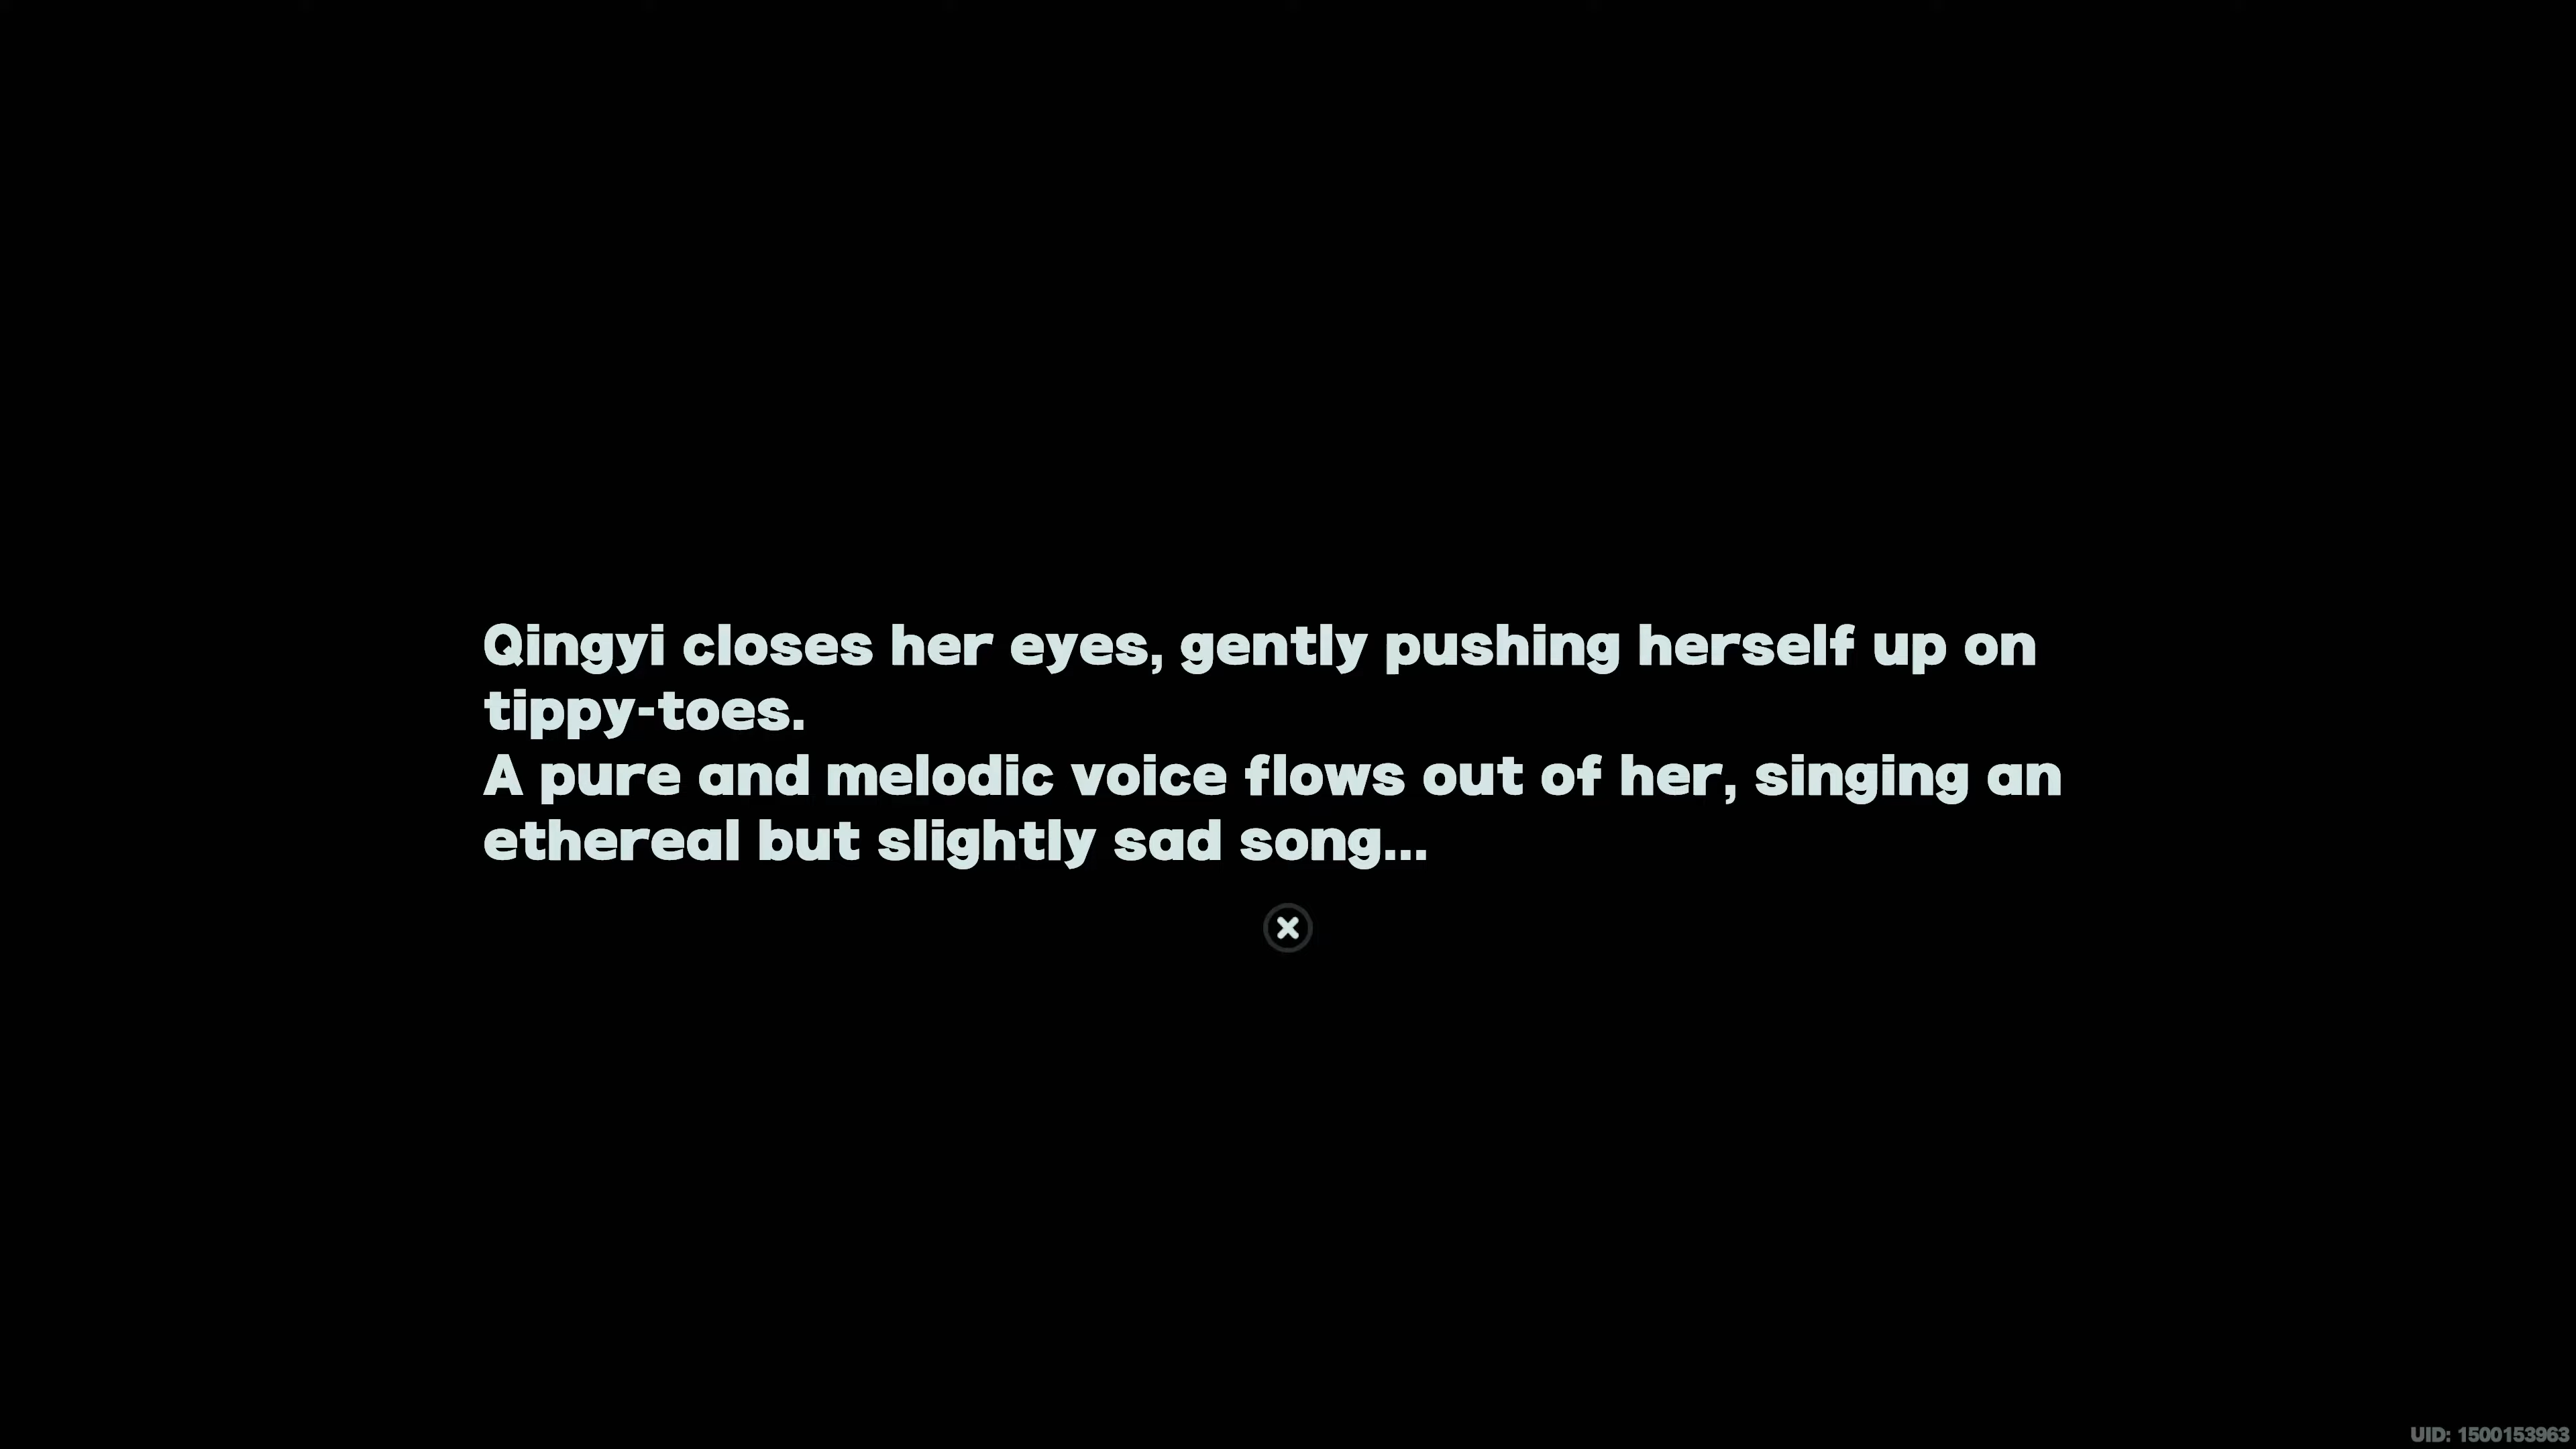 Qingyi closes her eyes, gently pushing herself up on
tippy-toes.
A pure and melodic voice flows out of her, singing an
ethereal but slightly sad song...
UID: 1500153963